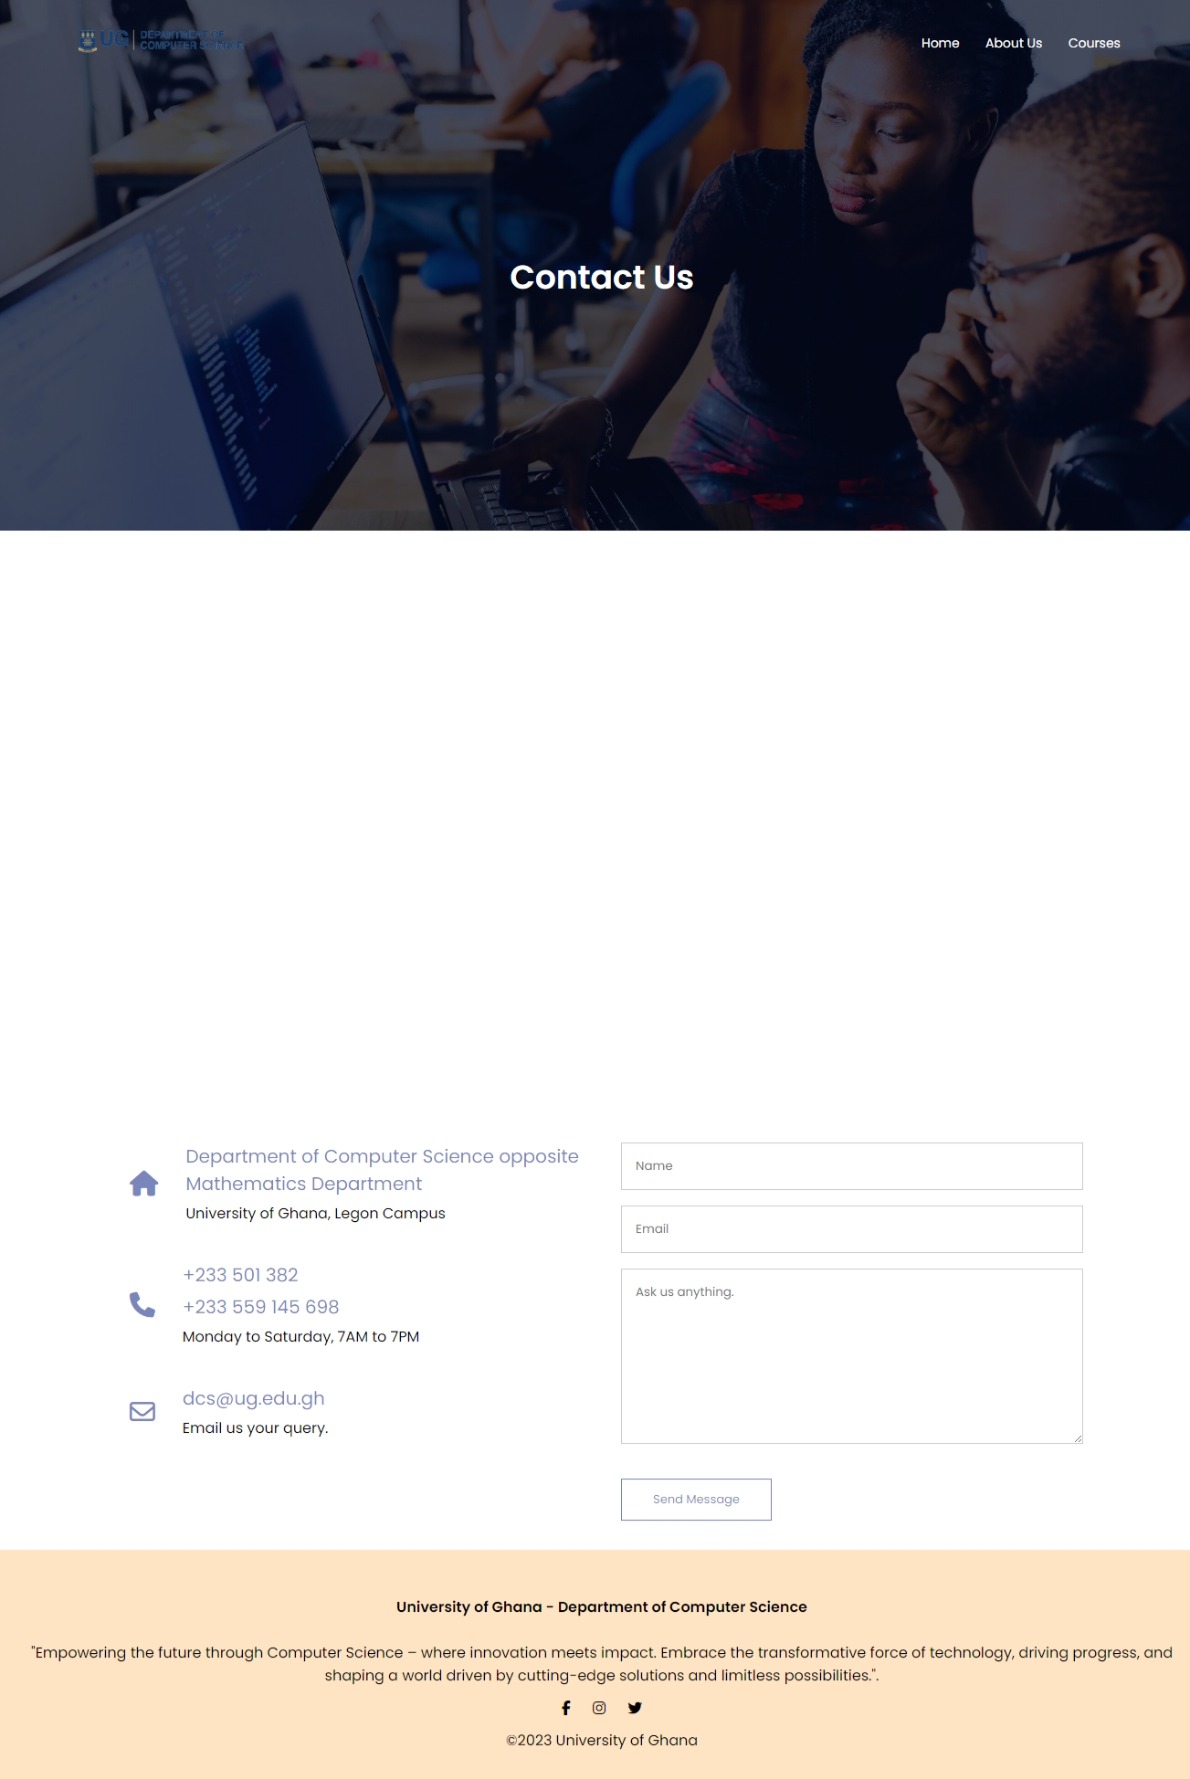 UG
DEPARTMENT OF
COMPUTER SCIENCE
Home About Us Courses
Contact Us
Department of Computer Science opposite
Mathematics Department
University of Ghana, Legon Campus
+233 501 382
+233 559 145 698
Monday to Saturday, 7AM to 7PM
dcs@ug.edu.gh
Email us your query.
Name
Email
Ask us anything.
Send Message
University of Ghana - Department of Computer Science
"Empowering the future through Computer Science – where innovation meets impact. Embrace the transformative force of technology, driving progress, and
shaping a world driven by cutting-edge solutions and limitless possibilities.".
©2023 University of Ghana